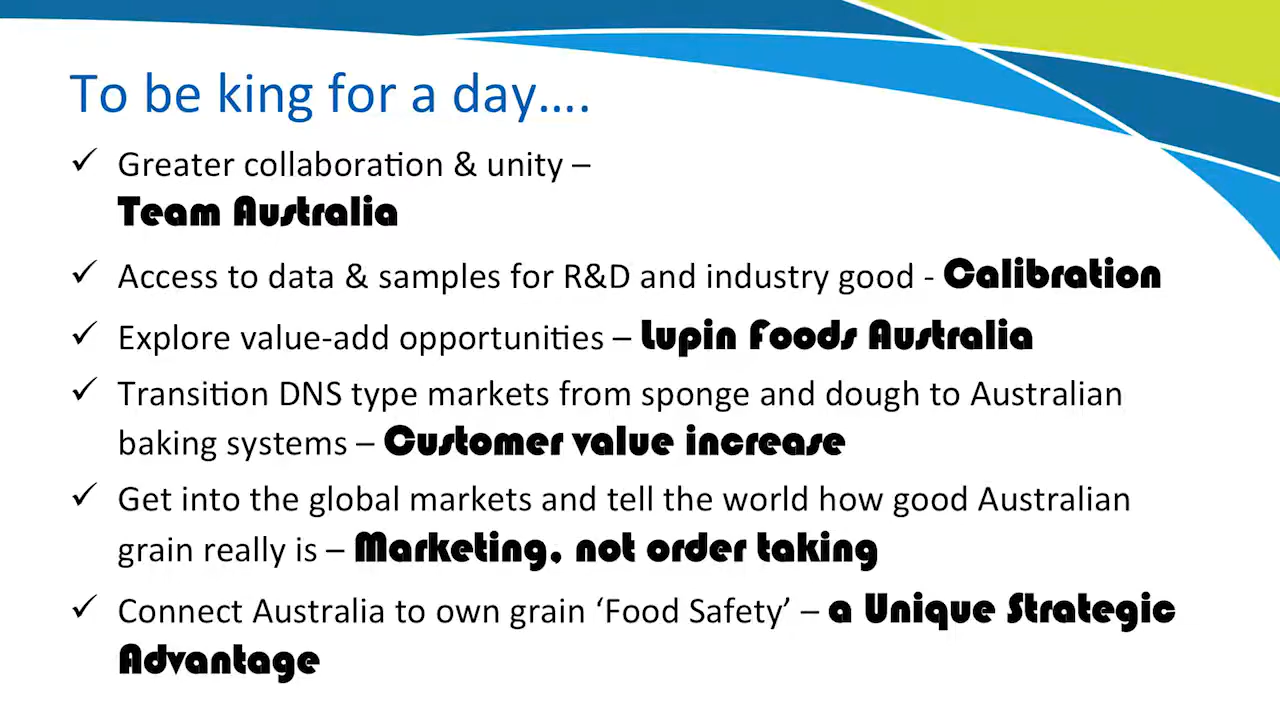 To be king for a day....
✓ Greater collaboration & unity –
Team Australia
✓ Access to data & samples for R&D and industry good - Calibration
✓ Explore value-add opportunities – Lupin Foods Australia
✓ Transition DNS type markets from sponge and dough to Australian
baking systems – Customer value increase
✓ Get into the global markets and tell the world how good Australian
grain really is – Marketing, not order taking
✓ Connect Australia to own grain ‘Food Safety’ – a Unique Strategic
Advantage